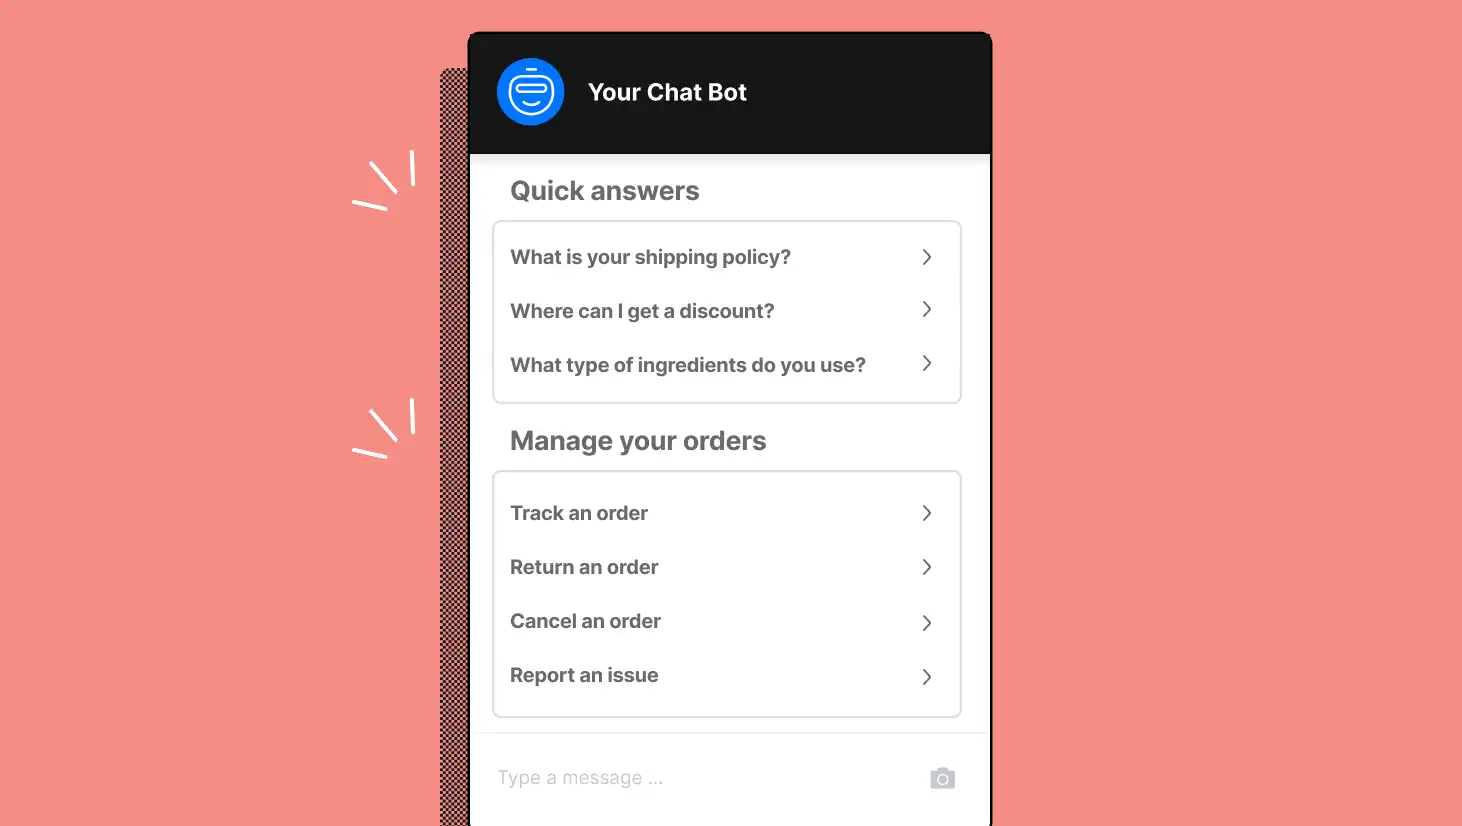 Your Chat Bot
Quick answers
What is your shipping policy?
Where can I get a discount?
What type of ingredients do you use?
Manage your orders
Track an order
Return an order
Cancel an order
Report an issue
Type a message ...